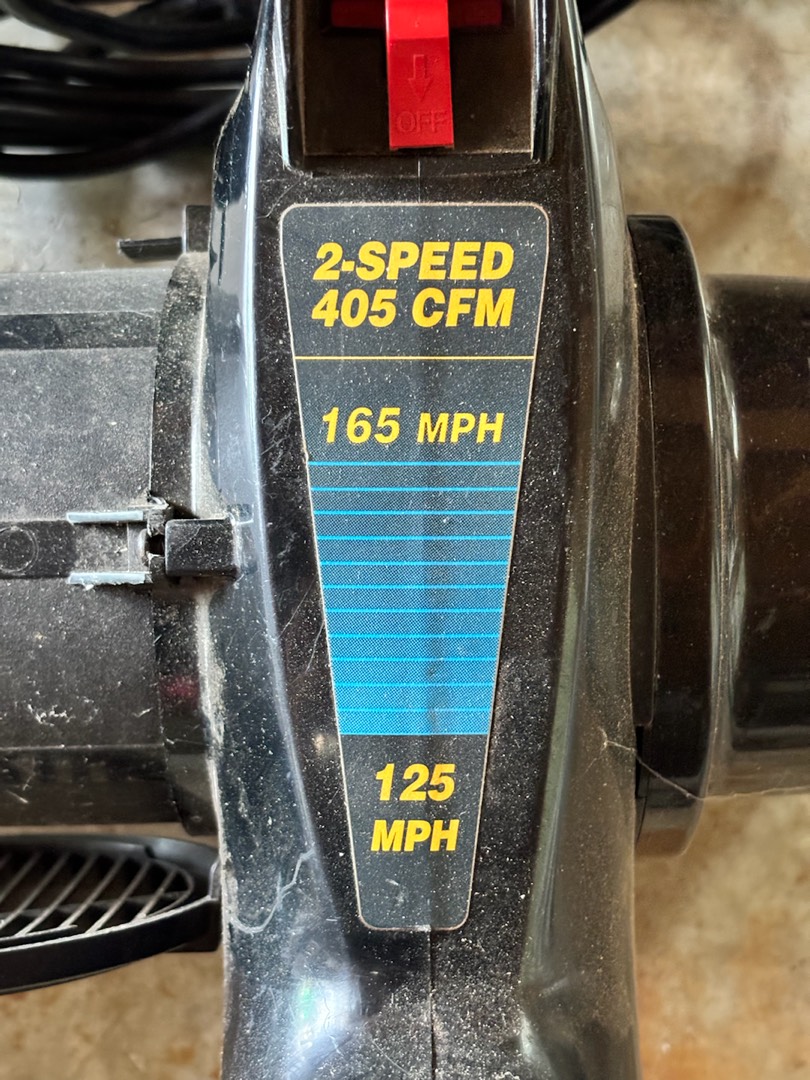 OFF
2-SPEED
405 CFM
165 MPH
125
MPH